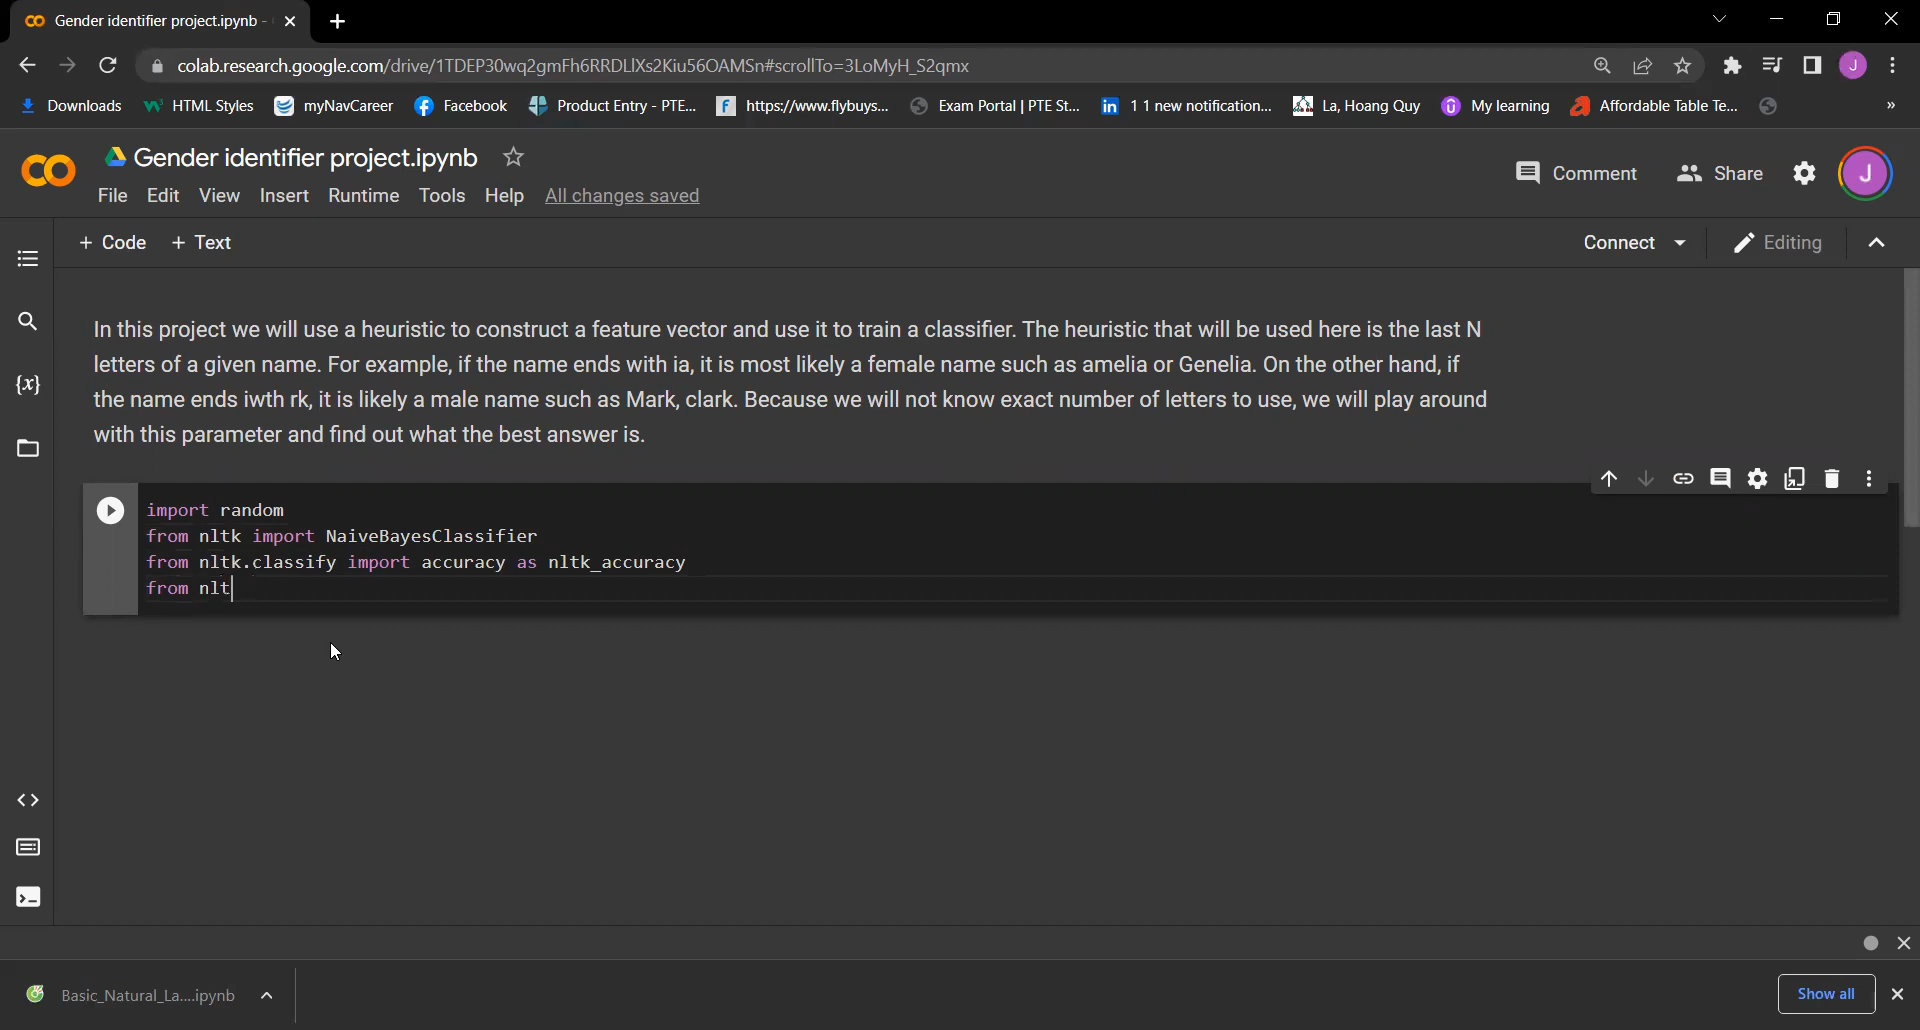 Gender identifier project.ipynb -
colab.research.google.com/drive/1TDEP30wq2gmFh6RRDLlXs2Kiu56OAMSn#scrollTo=3LoMyH_S2qmx
J
Downloads HTML Styles myNavCareer Facebook Product Entry - PTE... https://www.flybuys... Exam Portal | PTE St... 1 1 new notification... La, Hoang Quy My learning Affordable Table Te... »
Gender identifier project.ipynb
Comment Share J
File Edit View Insert Runtime Tools Help All changes saved
+ Code + Text Connect Editing
In this project we will use a heuristic to construct a feature vector and use it to train a classifier. The heuristic that will be used here is the last N
letters of a given name. For example, if the name ends with ia, it is most likely a female name such as amelia or Genelia. On the other hand, if
the name ends iwth rk, it is likely a male name such as Mark, clark. Because we will not know exact number of letters to use, we will play around
with this parameter and find out what the best answer is.
import random
from nltk import NaiveBayesClassifier
from nltk.classify import accuracy as nltk_accuracy
from nlt
Basic_Natural_La....ipynb Show all